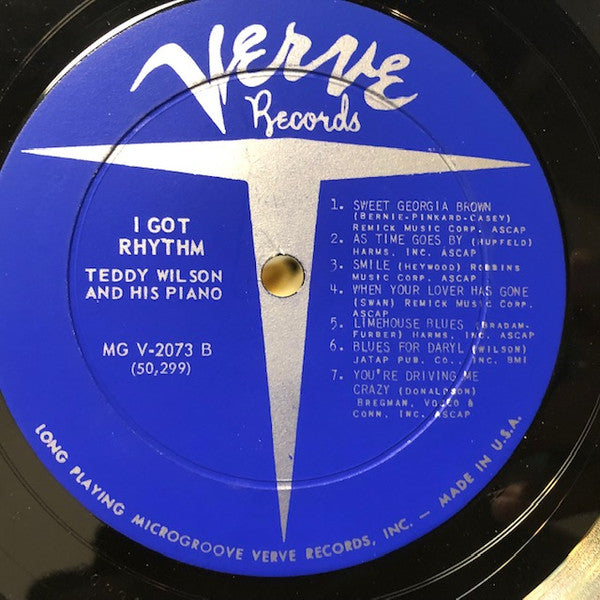 Verve
Records
I GOT
RHYTHM
TEDDY WILSON
AND HIS PIANO
MG V-2073 B
(50,299)
1. SWEET GEORGIA BROWN
(BERNIE-PINKARD-CASEY)
REMICK MUSIC CORP. ASCAP
2. AS TIME GOES BY (HUPFELD)
HARMS, INC. ASCAP
3. SMILE (HEYWOOD) ROBBINS
MUSIC CORP. ASCAP
4. WHEN YOUR LOVER HAS GONE
(SWAN) REMICK MUSIC CORP.
ASCAP
5. LIMEHOUSE BLUES (BRADAM-
FURBER) HARMS, INC. ASCAP
6. BLUES FOR DARYL (WILSON)
JATAP PUB. CO., INC. BMI
7. YOU'RE DRIVING ME
CRAZY (DONALDSON)
BREGMAN, VOCCO &
CONN, INC. ASCAP
LONG PLAYING MICROGROOVE VERVE RECORDS, INC. — MADE IN U.S.A.